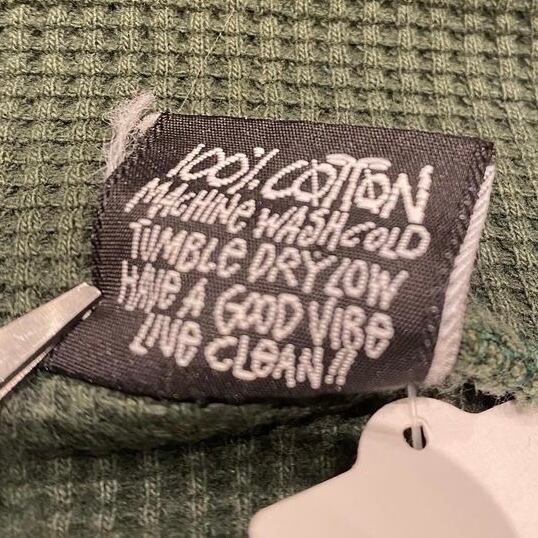 100% COTTON
MACHINE WASH COLD
TUMBLE DRY LOW
HAVE A GOOD VIBE
LIVE CLEAN!!